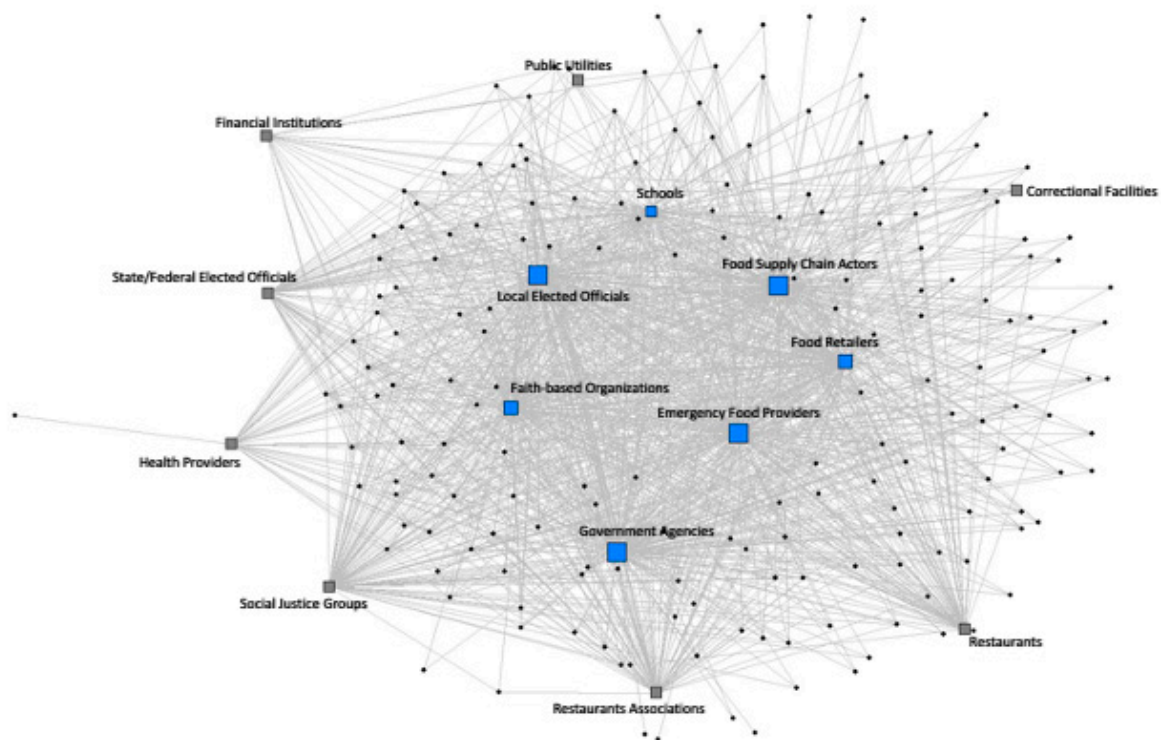 Public Utilities
Financial Institutions
Schools
Correctional Facilities
Food Supply Chain Actors
State/Federal Elected Officials
Local Elected Officials
Food Retailers
Faith-based Organizations
Emergency Food Providers
Health Providers
Government Agencies
Social Justice Groups
Restaurants
Restaurants Associations